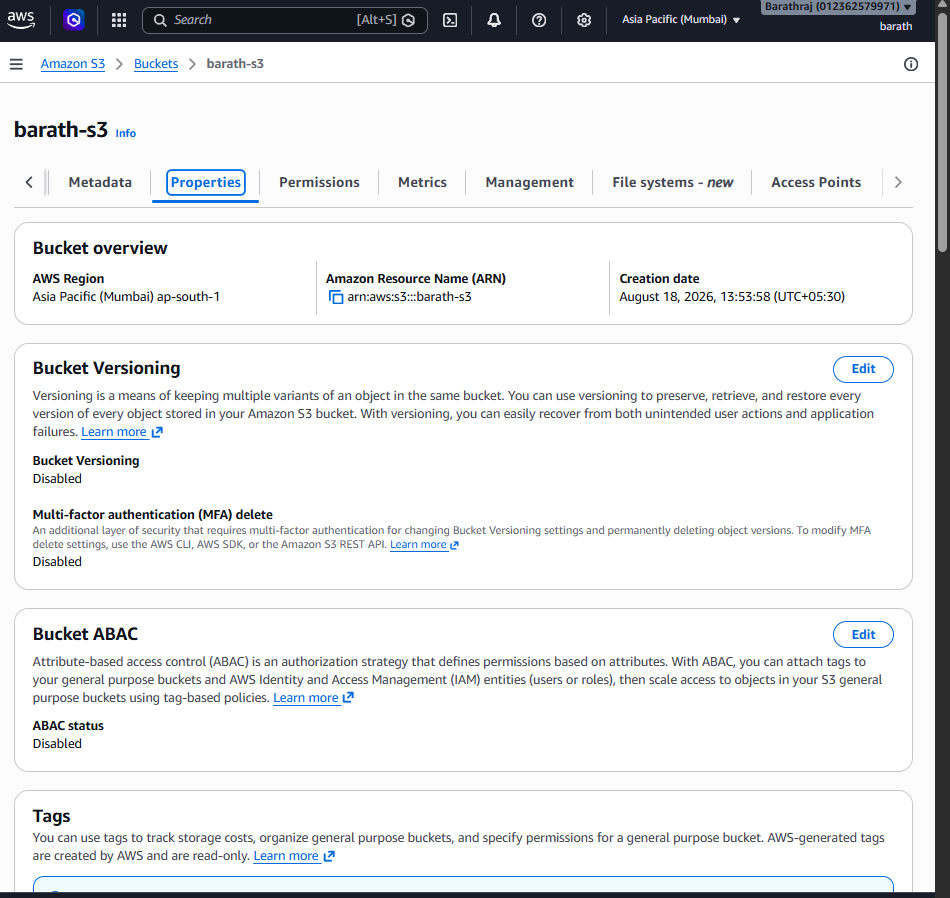 aws
Search [Alt+S]
Asia Pacific (Mumbai) ▼
Barathraj (012362579971) ▼
barath
Amazon S3 > Buckets > barath-s3
barath-s3 Info
Metadata Properties Permissions Metrics Management File systems - new Access Points
Bucket overview
AWS Region
Asia Pacific (Mumbai) ap-south-1
Amazon Resource Name (ARN)
arn:aws:s3:::barath-s3
Creation date
August 18, 2026, 13:53:58 (UTC+05:30)
Bucket Versioning
Edit
Versioning is a means of keeping multiple variants of an object in the same bucket. You can use versioning to preserve, retrieve, and restore every
version of every object stored in your Amazon S3 bucket. With versioning, you can easily recover from both unintended user actions and application
failures. Learn more
Bucket Versioning
Disabled
Multi-factor authentication (MFA) delete
An additional layer of security that requires multi-factor authentication for changing Bucket Versioning settings and permanently deleting object versions. To modify MFA
delete settings, use the AWS CLI, AWS SDK, or the Amazon S3 REST API. Learn more
Disabled
Bucket ABAC
Edit
Attribute-based access control (ABAC) is an authorization strategy that defines permissions based on attributes. With ABAC, you can attach tags to
your general purpose buckets and AWS Identity and Access Management (IAM) entities (users or roles), then scale access to objects in your S3 general
purpose buckets using tag-based policies. Learn more
ABAC status
Disabled
Tags
You can use tags to track storage costs, organize general purpose buckets, and specify permissions for a general purpose bucket. AWS-generated tags
are created by AWS and are read-only. Learn more